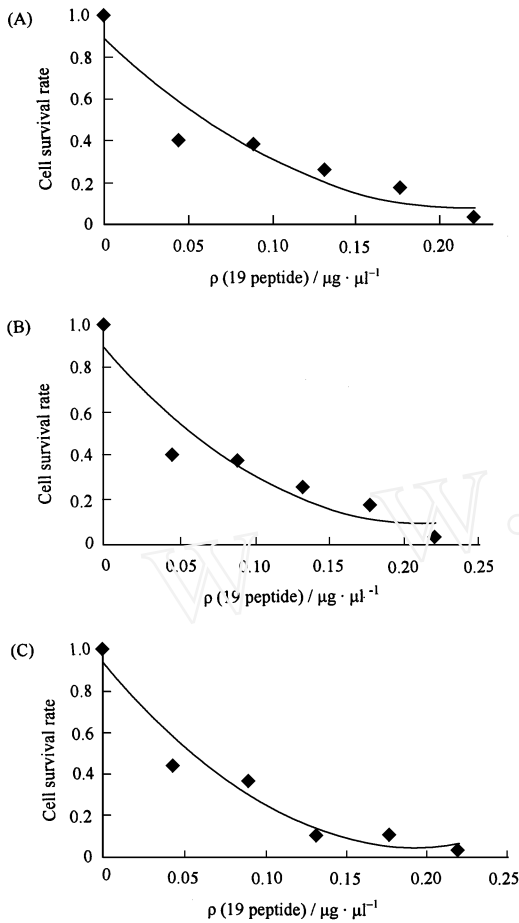 (A)
1.0
0.8
0.6
0.4
0.2
0
Cell survival rate
0 0.05 0.10 0.15 0.20
ρ (19 peptide) / μg · μl⁻¹
(B)
1.0
0.8
0.6
0.4
0.2
0
Cell survival rate
0 0.05 0.10 0.15 0.20 0.25
ρ (19 peptide) / μg · μl⁻¹
W W.
(C)
1.0
0.8
0.6
0.4
0.2
0
Cell survival rate
0 0.05 0.10 0.15 0.20 0.25
ρ (19 peptide) / μg · μl⁻¹